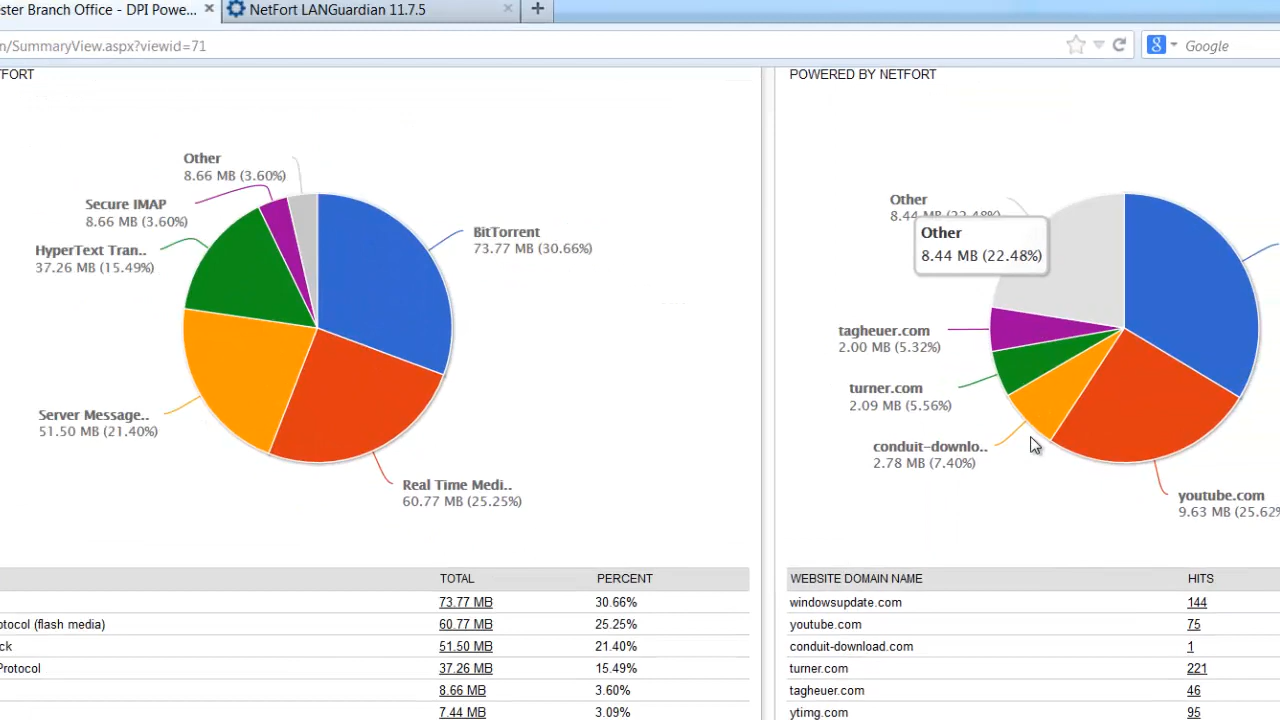 ster Branch Office - DPI Powe... ×
NetFort LANGuardian 11.7.5 ×
+
n/SummaryView.aspx?viewid=71
8
Google
TFORT
Other
8.66 MB (3.60%)
Secure IMAP
8.66 MB (3.60%)
HyperText Tran..
37.26 MB (15.49%)
BitTorrent
73.77 MB (30.66%)
Server Message..
51.50 MB (21.40%)
Real Time Medi..
60.77 MB (25.25%)
TOTAL PERCENT
73.77 MB 30.66%
otocol (flash media) 60.77 MB 25.25%
ck 51.50 MB 21.40%
Protocol 37.26 MB 15.49%
8.66 MB 3.60%
7.44 MB 3.09%
POWERED BY NETFORT
Other
8.44 MB (22.48%)
Other
8.44 MB (22.48%)
tagheuer.com
2.00 MB (5.32%)
turner.com
2.09 MB (5.56%)
conduit-downlo..
2.78 MB (7.40%)
youtube.com
9.63 MB (25.62%
WEBSITE DOMAIN NAME HITS
windowsupdate.com 144
youtube.com 75
conduit-download.com 1
turner.com 221
tagheuer.com 46
ytimg.com 95